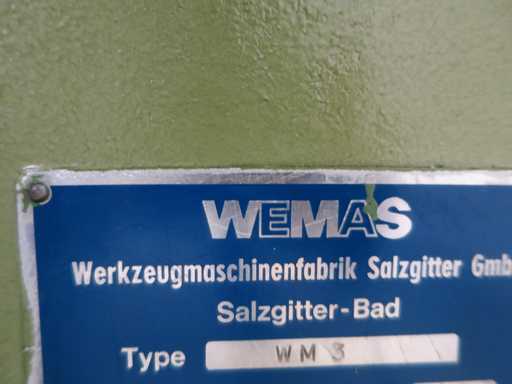 WEMAS
Werkzeugmaschinenfabrik Salzgitter Gmb
Salzgitter-Bad
Type WM 3